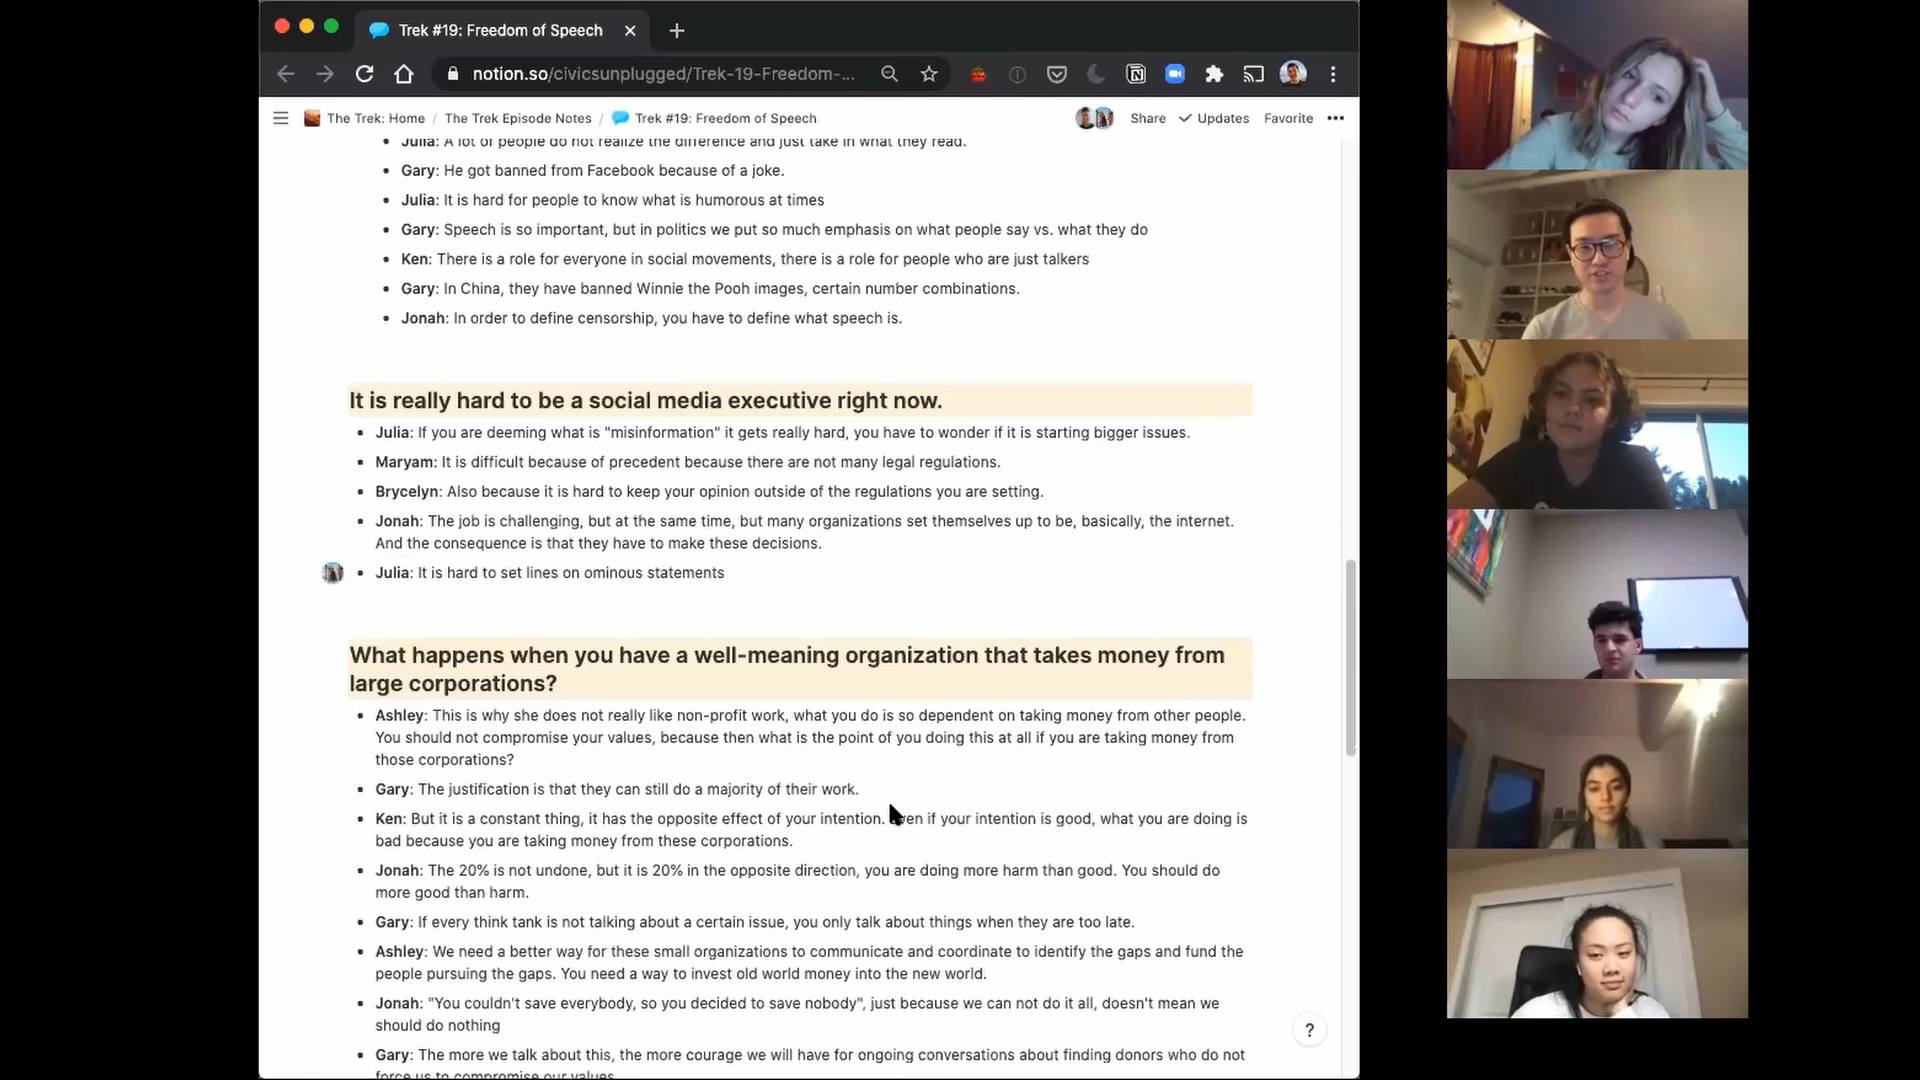 Trek #19: Freedom of Speech
notion.so/civicsunplugged/Trek-19-Freedom-...
The Trek: Home / The Trek Episode Notes / Trek #19: Freedom of Speech
Share Updates Favorite
Julia: A lot of people do not realize the difference and just take in what they read.
Gary: He got banned from Facebook because of a joke.
Julia: It is hard for people to know what is humorous at times
Gary: Speech is so important, but in politics we put so much emphasis on what people say vs. what they do
Ken: There is a role for everyone in social movements, there is a role for people who are just talkers
Gary: In China, they have banned Winnie the Pooh images, certain number combinations.
Jonah: In order to define censorship, you have to define what speech is.
It is really hard to be a social media executive right now.
Julia: If you are deeming what is "misinformation" it gets really hard, you have to wonder if it is starting bigger issues.
Maryam: It is difficult because of precedent because there are not many legal regulations.
Brycelyn: Also because it is hard to keep your opinion outside of the regulations you are setting.
Jonah: The job is challenging, but at the same time, but many organizations set themselves up to be, basically, the internet.
And the consequence is that they have to make these decisions.
Julia: It is hard to set lines on ominous statements
What happens when you have a well-meaning organization that takes money from
large corporations?
Ashley: This is why she does not really like non-profit work, what you do is so dependent on taking money from other people.
You should not compromise your values, because then what is the point of you doing this at all if you are taking money from
those corporations?
Gary: The justification is that they can still do a majority of their work.
Ken: But it is a constant thing, it has the opposite effect of your intention. Even if your intention is good, what you are doing is
bad because you are taking money from these corporations.
Jonah: The 20% is not undone, but it is 20% in the opposite direction, you are doing more harm than good. You should do
more good than harm.
Gary: If every think tank is not talking about a certain issue, you only talk about things when they are too late.
Ashley: We need a better way for these small organizations to communicate and coordinate to identify the gaps and fund the
people pursuing the gaps. You need a way to invest old world money into the new world.
Jonah: "You couldn't save everybody, so you decided to save nobody", just because we can not do it all, doesn't mean we
should do nothing
Gary: The more we talk about this, the more courage we will have for ongoing conversations about finding donors who do not
force us to compromise our values
?